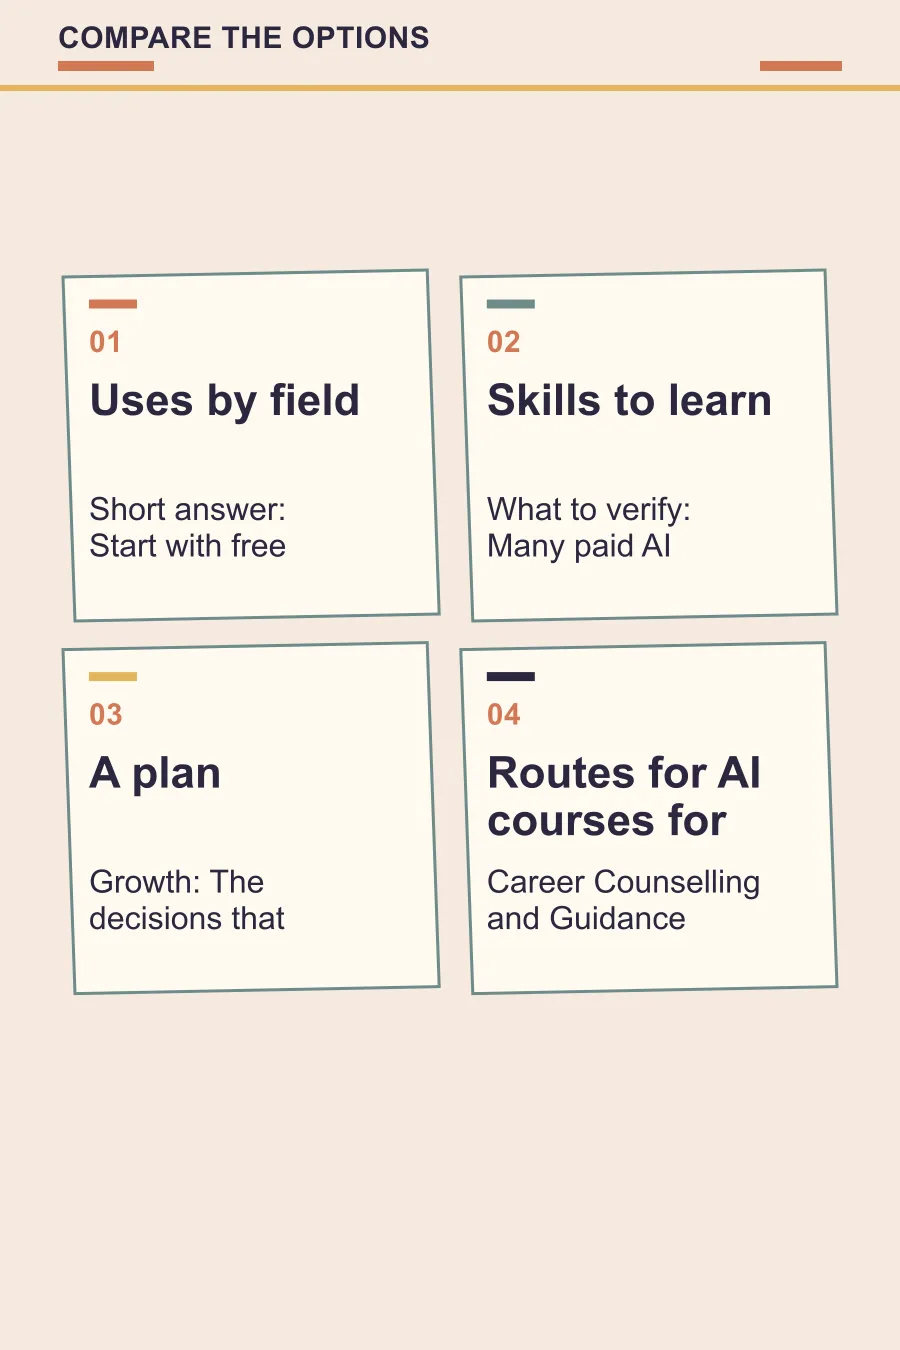 COMPARE THE OPTIONS
01
Uses by field
Short answer:
Start with free
02
Skills to learn
What to verify:
Many paid AI
03
A plan
Growth: The
decisions that
04
Routes for AI
courses for
Career Counselling
and Guidance